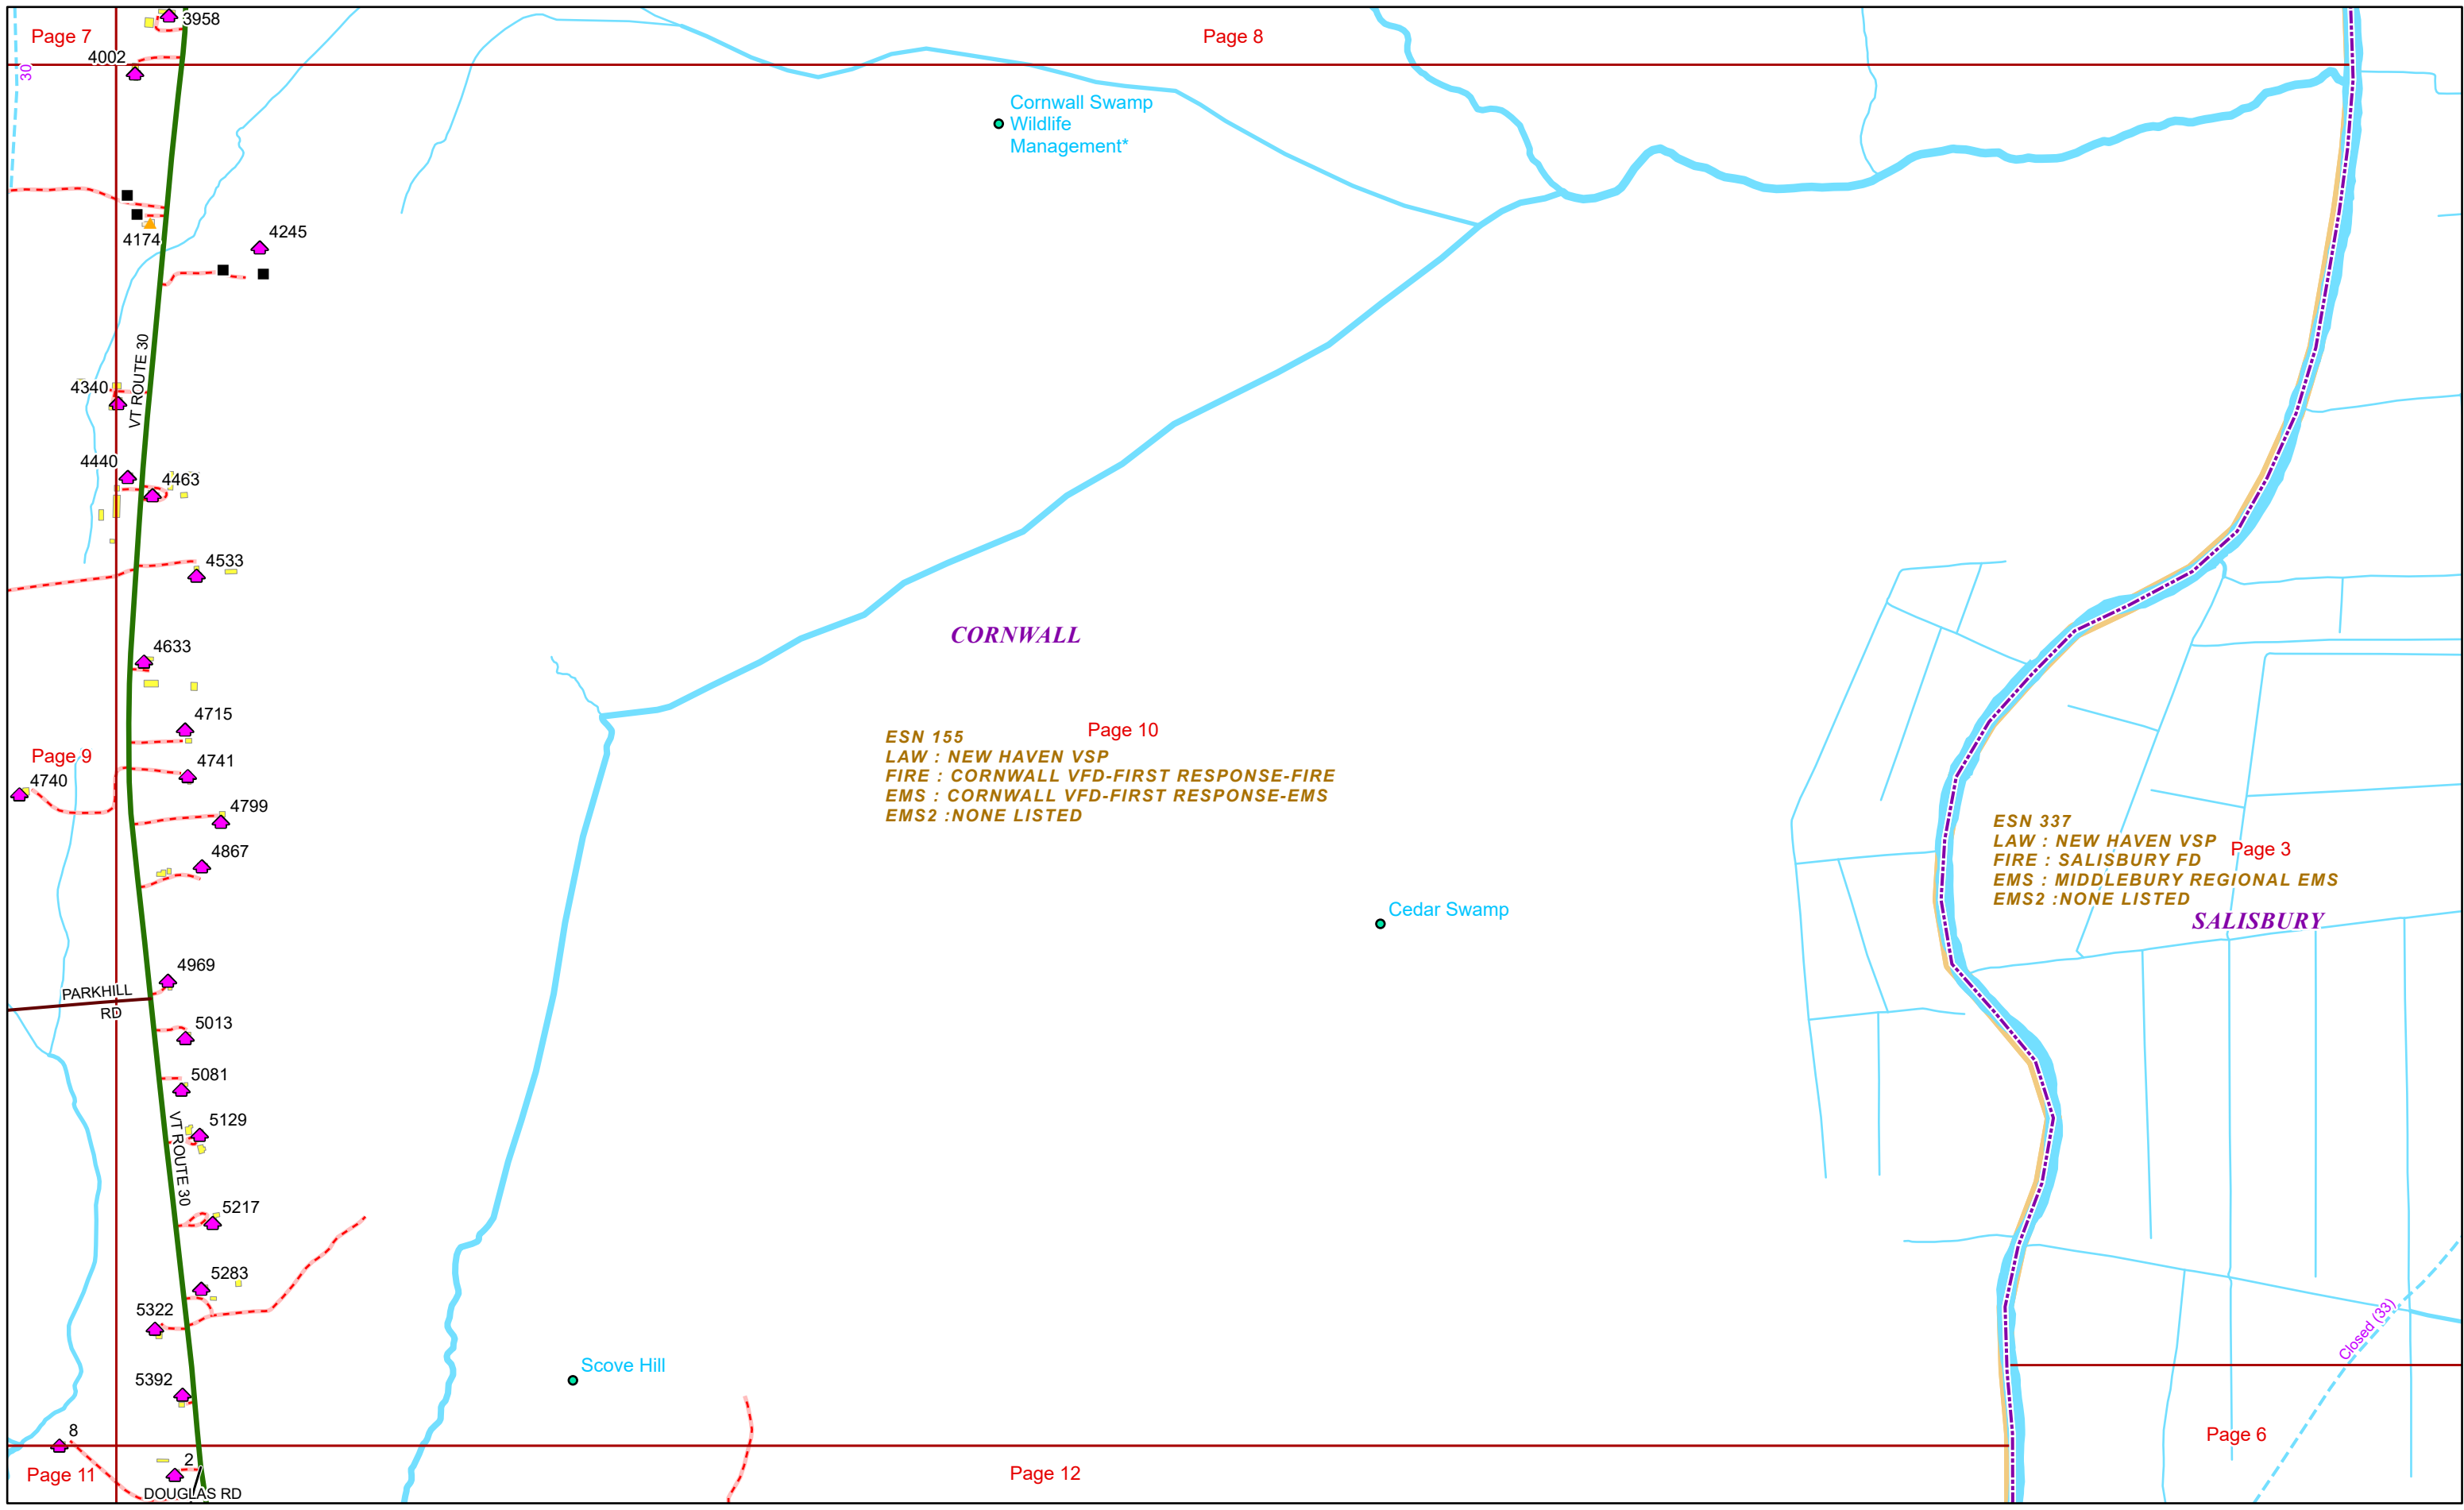 3958
Page 7
Page 8
4002
30
Cornwall Swamp
Wildlife
Management*
4174
4245
VT ROUTE 30
4340
4440
4463
4533
CORNWALL
4633
4715
Page 10
ESN 155
LAW : NEW HAVEN VSP
FIRE : CORNWALL VFD-FIRST RESPONSE-FIRE
EMS : CORNWALL VFD-FIRST RESPONSE-EMS
EMS2 :NONE LISTED
Page 9
4741
4740
4799
4867
ESN 337
LAW : NEW HAVEN VSP
FIRE : SALISBURY FD
EMS : MIDDLEBURY REGIONAL EMS
EMS2 :NONE LISTED
Page 3
SALISBURY
Cedar Swamp
4969
PARKHILL
RD
5013
5081
5129
VT ROUTE 30
5217
5283
5322
Closed (33)
Scove Hill
5392
8
Page 6
2
Page 11
Page 12
DOUGLAS RD